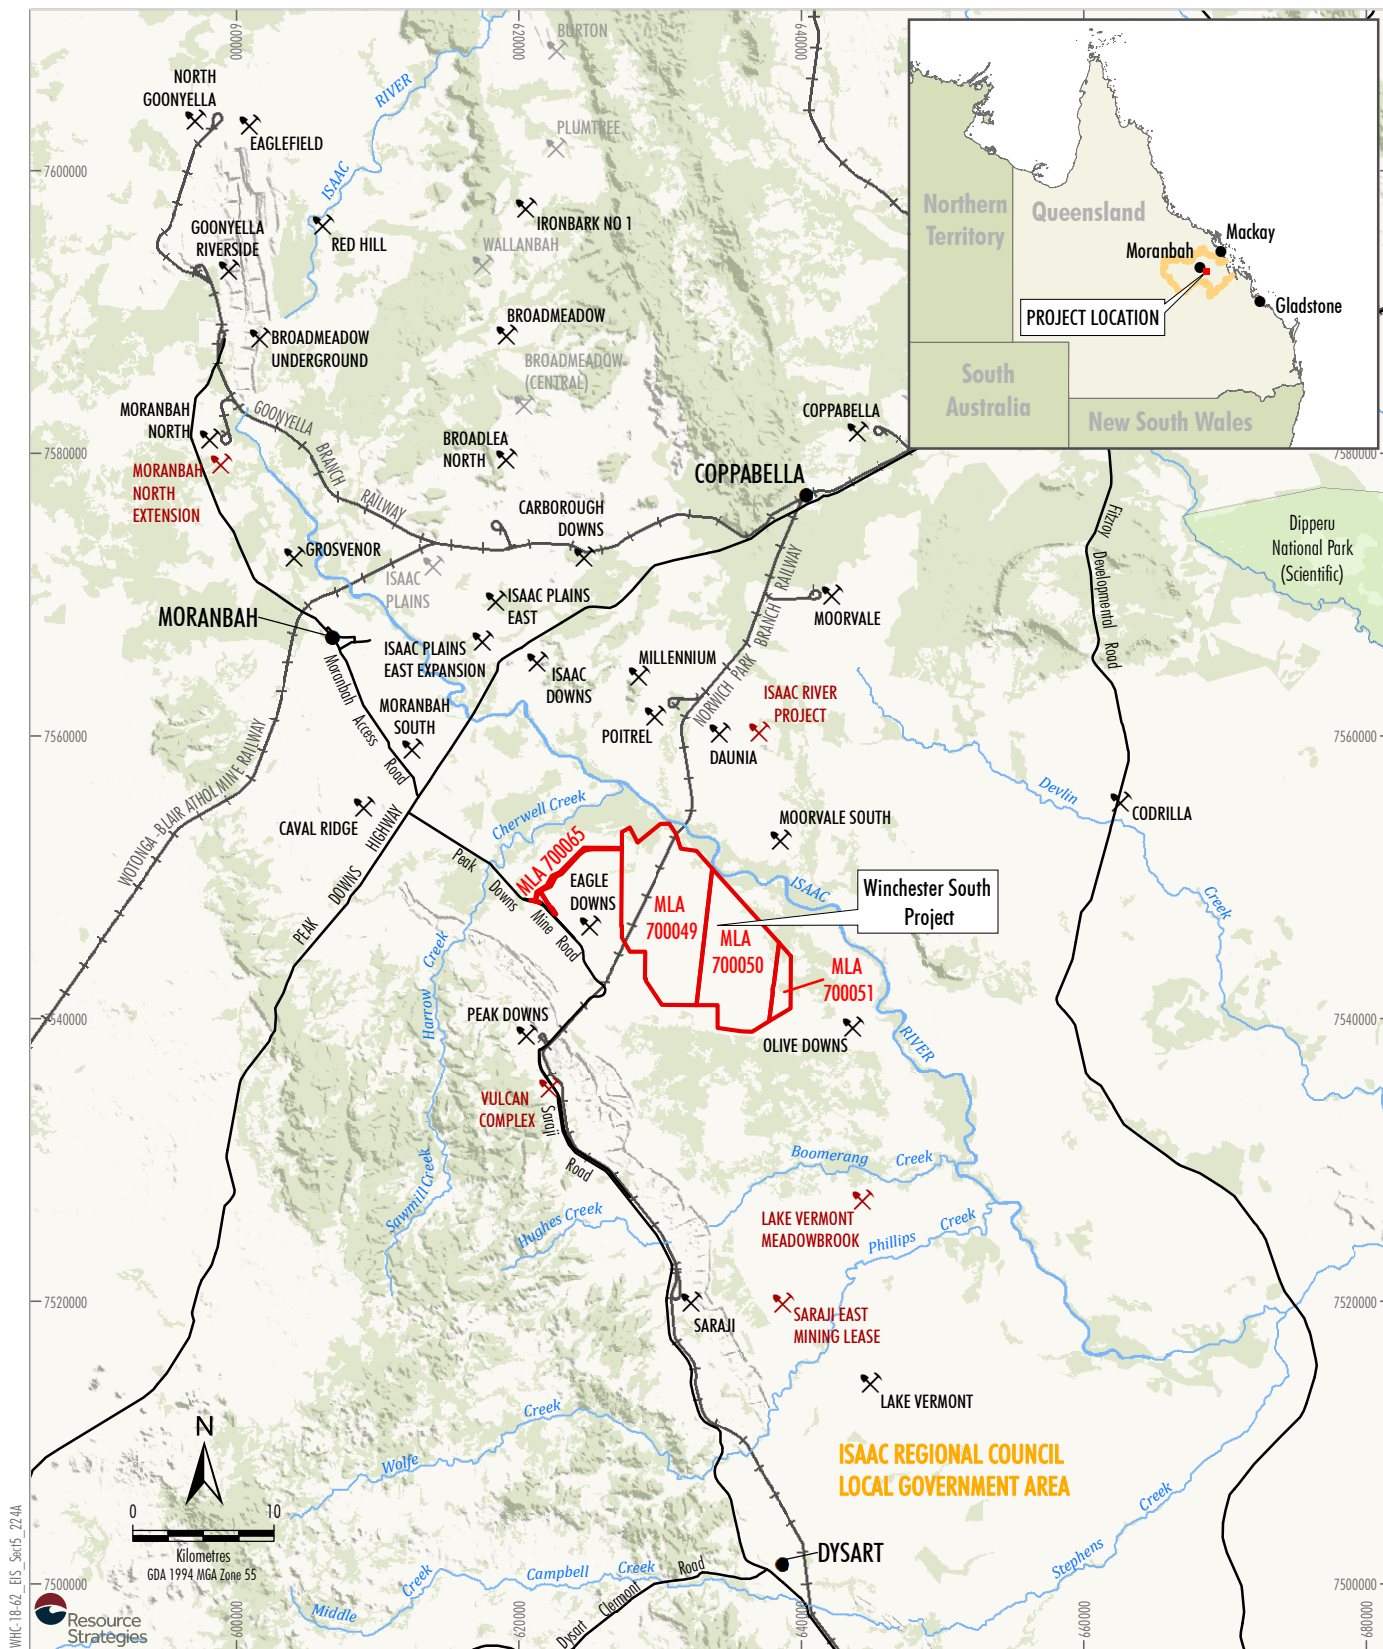 600000
620000
640000
BURTON
NORTH
GOONYELLA
EAGLEFIELD
RIVER
ISAAC
PLUMTREE
7600000
IRONBARK NO 1
WALLANBAH
RED HILL
GOONYELLA
RIVERSIDE
BROADMEADOW
BROADMEADOW
UNDERGROUND
BROADMEADOW
(CENTRAL)
Northern
Territory
Queensland
Mackay
Moranbah
PROJECT LOCATION
Gladstone
South
Australia
New South Wales
MORANBAH
NORTH
GOONYELLA
BRANCH
RAILWAY
COPPABELLA
BROADLEA
NORTH
7580000
7580000
MORANBAH
NORTH
EXTENSION
COPPABELLA
CARBOROUGH
DOWNS
Fitzroy
Developmental
Road
Dipperu
National Park
(Scientific)
GROSVENOR
ISAAC
PLAINS
ISAAC PLAINS
EAST
NORWICH PARK
BRANCH
RAILWAY
MOORVALE
MORANBAH
ISAAC PLAINS
EAST EXPANSION
ISAAC
DOWNS
MILLENNIUM
Moranbah
Access
Road
MORANBAH
SOUTH
POITREL
DAUNIA
ISAAC RIVER
PROJECT
7560000
7560000
WOTONGA-BLAIR ATHOL MINE RAILWAY
CAVAL RIDGE
PEAK
DOWNS
HIGHWAY
Cherwell Creek
Devlin
Creek
CODRILLA
MOORVALE SOUTH
Peak
Downs
Mine Road
MLA 700065
EAGLE
DOWNS
ISAAC
RIVER
Winchester South
Project
MLA
700049
MLA
700050
MLA
700051
Harrow
Creek
7540000
7540000
PEAK DOWNS
OLIVE DOWNS
VULCAN
COMPLEX
Saraji
Road
Sawmill Creek
Hughes Creek
Boomerang
Creek
LAKE VERMONT
MEADOWBROOK
Phillips
Creek
7520000
7520000
SARAJI
SARAJI EAST
MINING LEASE
LAKE VERMONT
Wolfe
Creek
ISAAC REGIONAL COUNCIL
LOCAL GOVERNMENT AREA
N
0
10
Kilometres
GDA 1994 MGA Zone 55
DYSART
Dysart
Clermont
Road
Campbell
Creek
Middle
Creek
Stephens
Creek
7500000
7500000
WHC-18-62_EIS_Sect5_224A
Resource
Strategies
600000
620000
640000
660000
680000